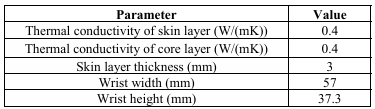 Parameter Value
Thermal conductivity of skin layer (W/(mK)) 0.4
Thermal conductivity of core layer (W/(mK)) 0.4
Skin layer thickness (mm) 3
Wrist width (mm) 57
Wrist height (mm) 37.3